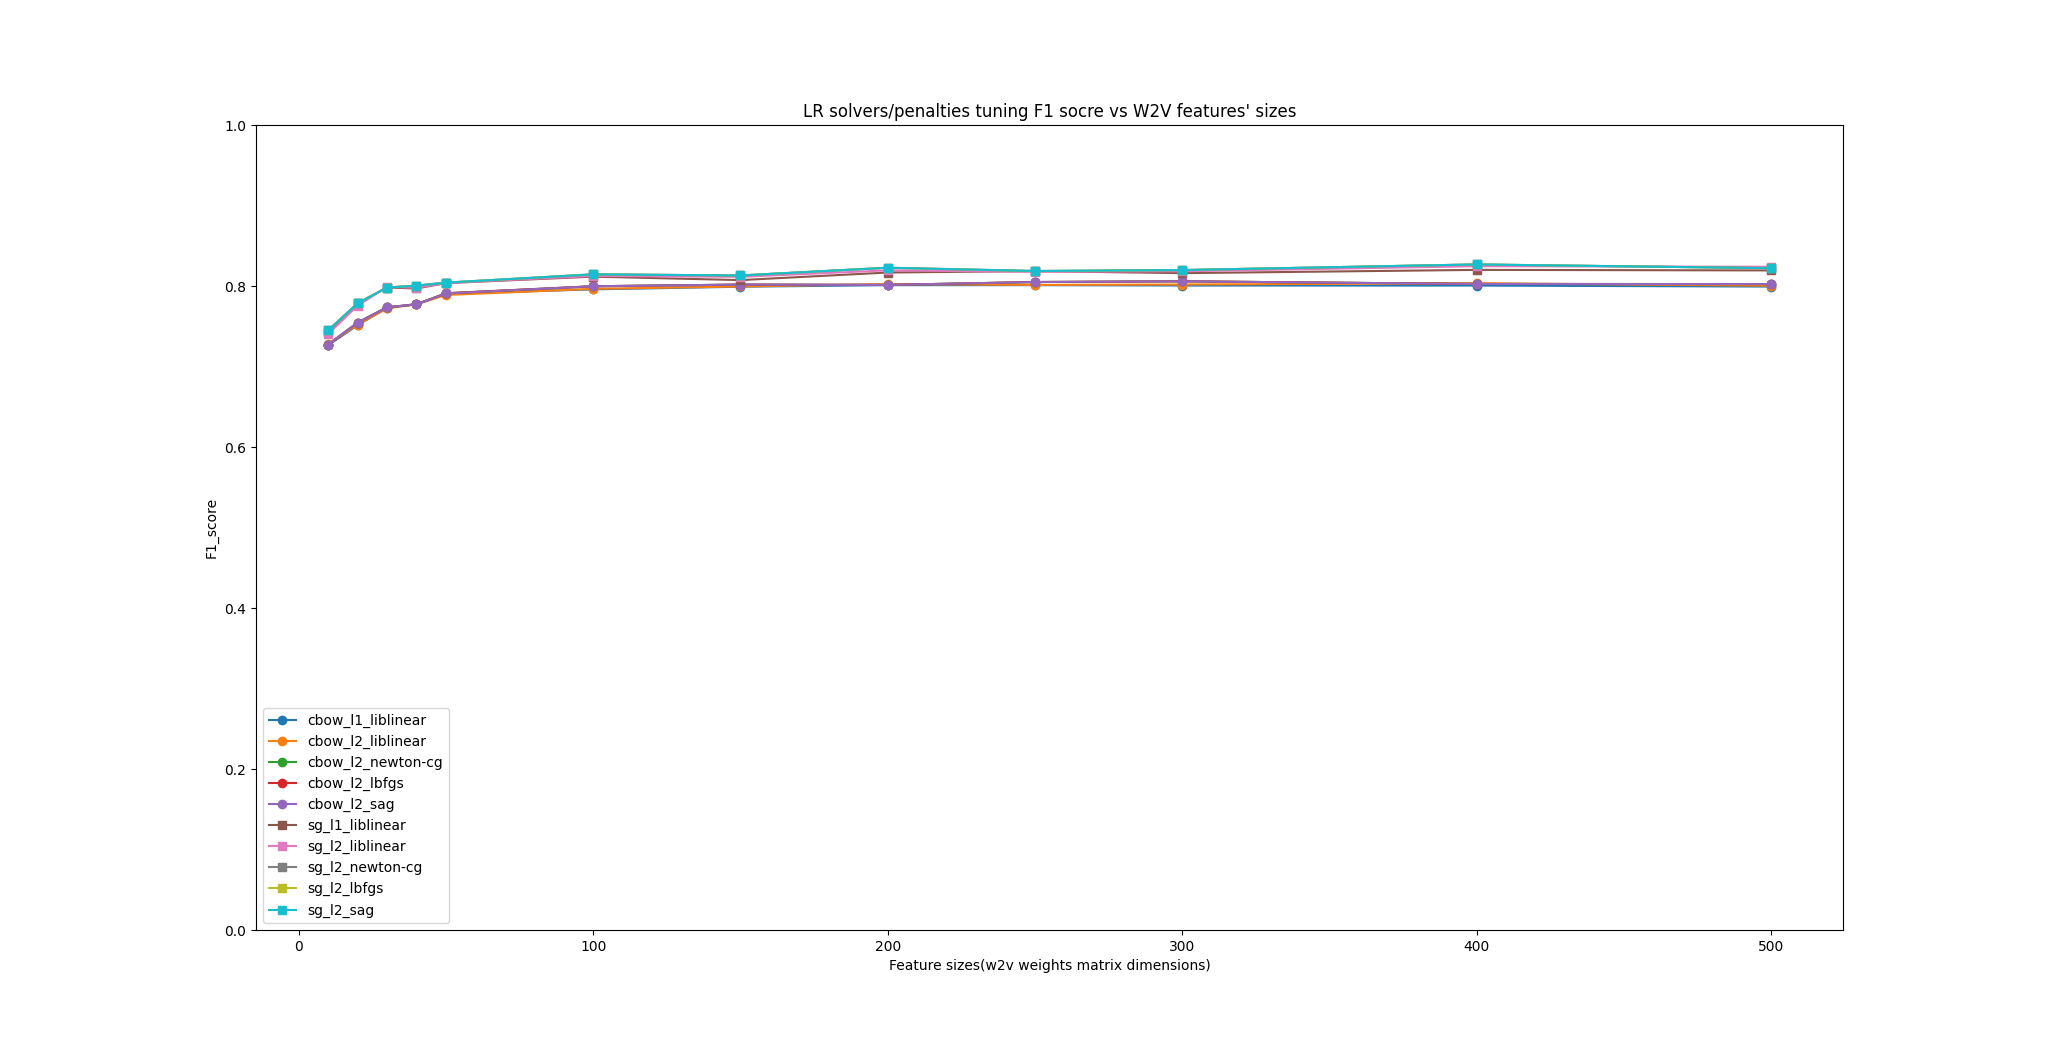 LR solvers/penalties tuning F1 socre vs W2V features' sizes
1.0
0.8
0.6
0.4
0.2
0.0
F1_score
cbow_l1_liblinear
cbow_l2_liblinear
cbow_l2_newton-cg
cbow_l2_lbfgs
cbow_l2_sag
sg_l1_liblinear
sg_l2_liblinear
sg_l2_newton-cg
sg_l2_lbfgs
sg_l2_sag
0 100 200 300 400 500
Feature sizes(w2v weights matrix dimensions)